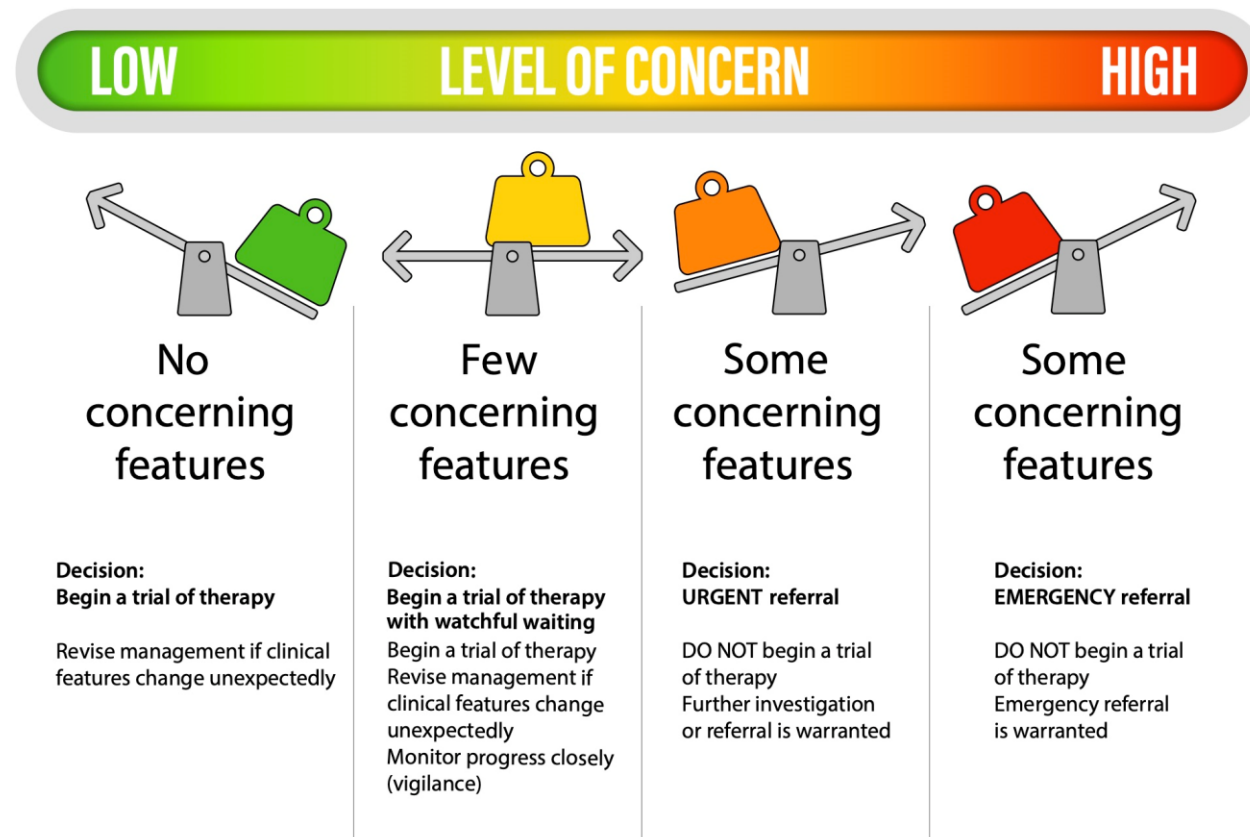 LOW LEVEL OF CONCERN HIGH
No
concerning
features
Decision:
Begin a trial of therapy
Revise management if clinical
features change unexpectedly
Few
concerning
features
Decision:
Begin a trial of therapy
with watchful waiting
Begin a trial of therapy
Revise management if
clinical features change
unexpectedly
Monitor progress closely
(vigilance)
Some
concerning
features
Decision:
URGENT referral
DO NOT begin a trial
of therapy
Further investigation
or referral is warranted
Some
concerning
features
Decision:
EMERGENCY referral
DO NOT begin a trial
of therapy
Emergency referral
is warranted